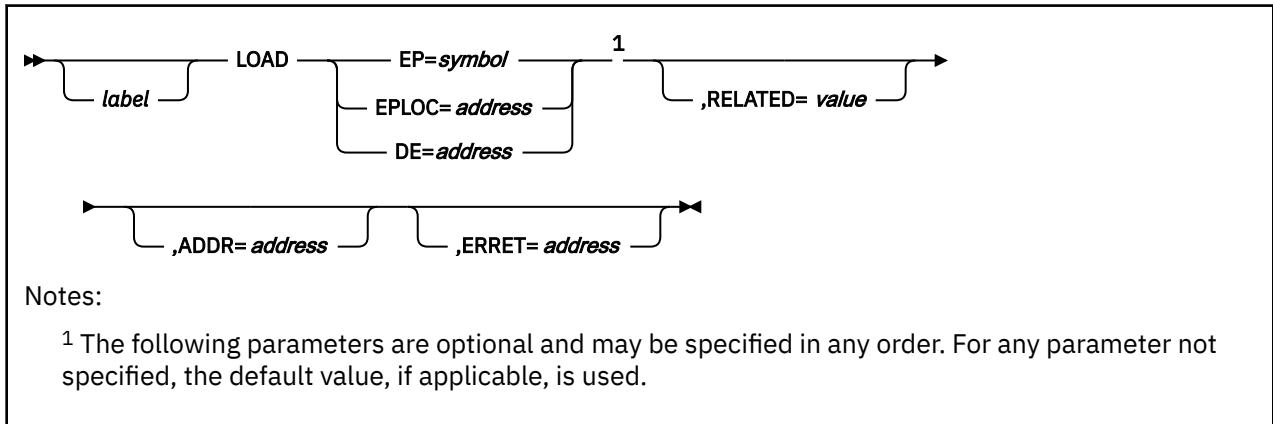 1
LOAD EP=symbol
label ,RELATED= value
EPLOC= address
DE=address
,ADDR= address ,ERRET= address
Notes:
1 The following parameters are optional and may be specified in any order. For any parameter not
specified, the default value, if applicable, is used.